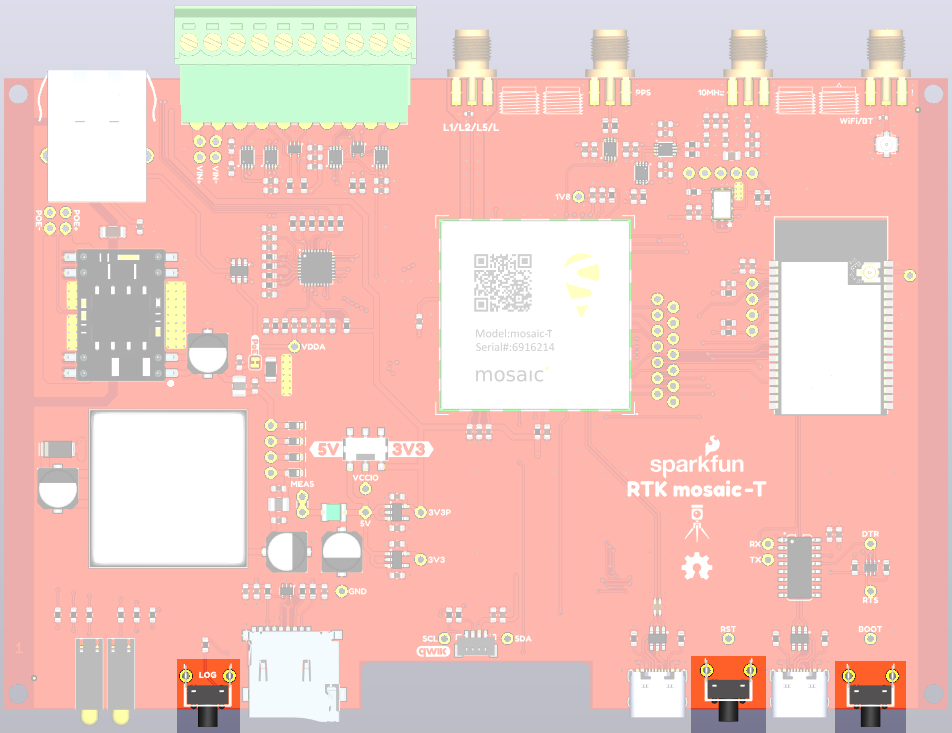 L1/L2/L5/L
PPS
10MHz
WiFi/BT
VIN+
VIN-
POE-
POE+
1V8
Model:mosaic-T
Serial#:6916214
mosaic
VDDA
PoE
5V
3V3
VCCIO
MEAS
5V
3V3P
3V3
sparkfun
RTK mosaic-T
RX
TX
DTR
RTS
GND
SCL
SDA
qwiic
RST
BOOT
1
LOG